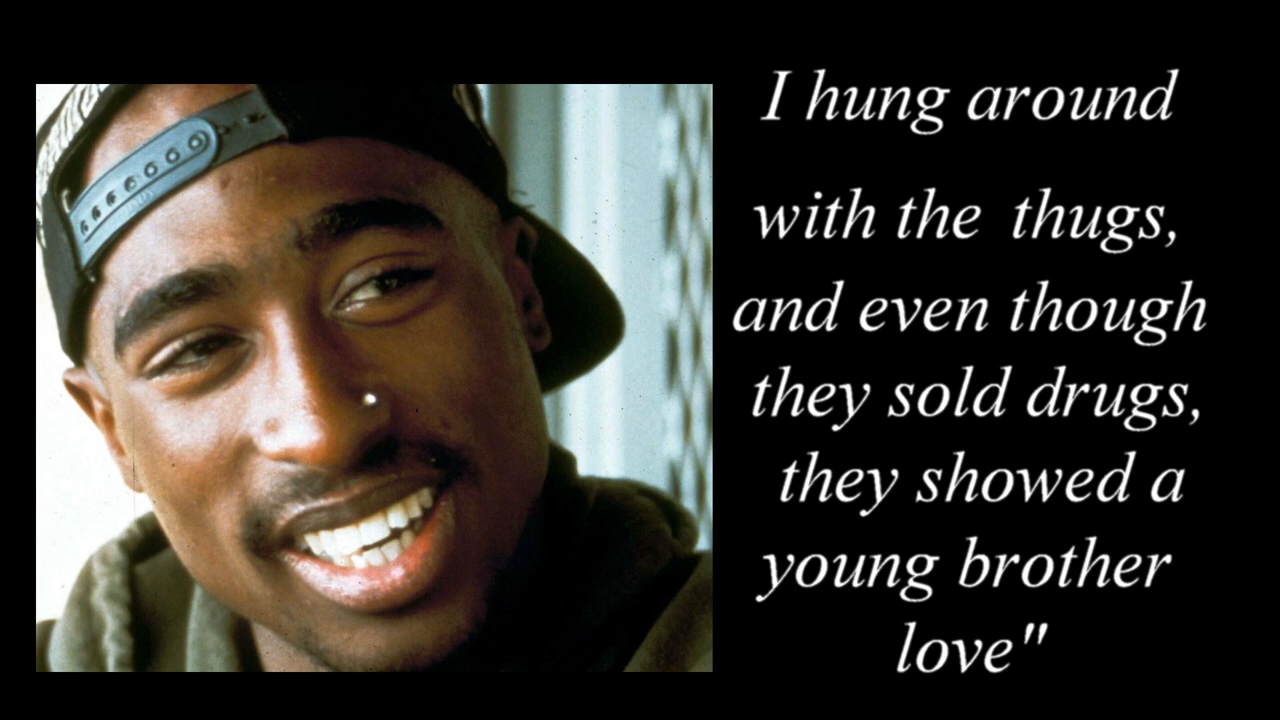 I hung around
with the thugs,
and even though
they sold drugs,
they showed a
young brother
love"